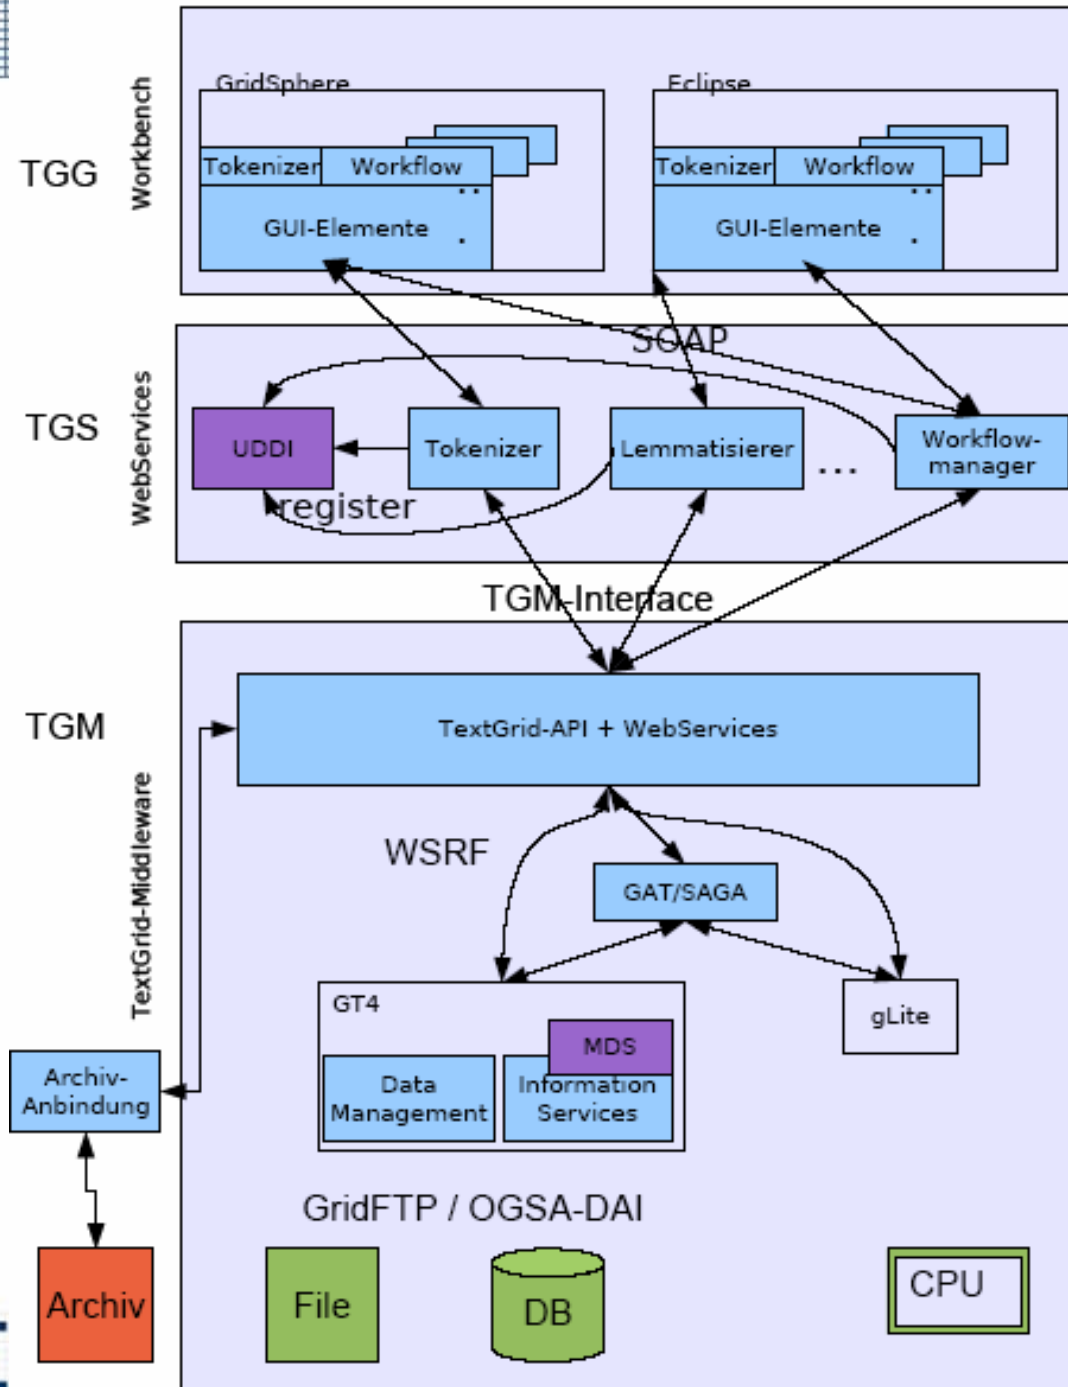 GridSphere
Eclipse
TGG
Workbench
Tokenizer
Workflow
..
GUI-Elemente
.
Tokenizer
Workflow
..
GUI-Elemente
.
SOAP
TGS
WebServices
UDDI
Tokenizer
Lemmatisierer
...
Workflow-
manager
register
TGM-Interface
TGM
TextGrid-Middleware
TextGrid-API + WebServices
WSRF
GAT/SAGA
GT4
gLite
MDS
Data
Management
Information
Services
Archiv-
Anbindung
GridFTP / OGSA-DAI
Archiv
File
DB
CPU